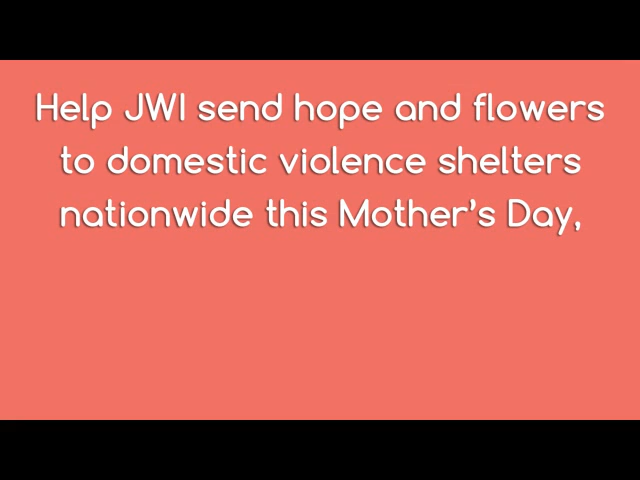 Help JWI send hope and flowers
to domestic violence shelters
nationwide this Mother's Day,